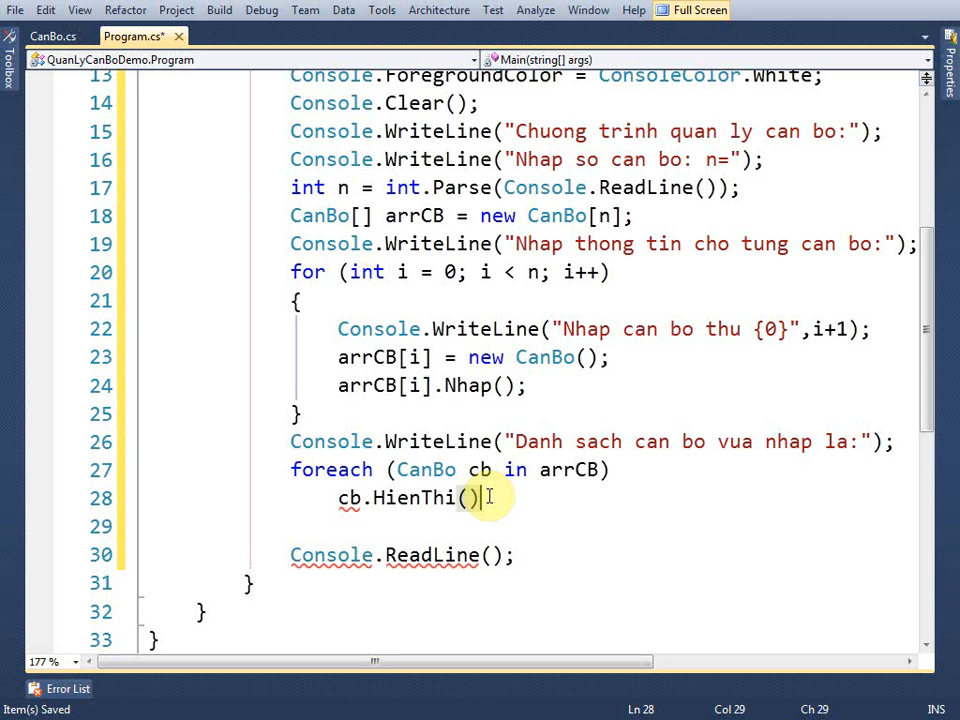 File Edit View Refactor Project Build Debug Team Data Tools Architecture Test Analyze Window Help Full Screen
CanBo.cs Program.cs*
Toolbox
Properties
QuanLyCanBoDemo.Program Main(string[] args)
13 Console.ForegroundColor = ConsoleColor.White;
14 Console.Clear();
15 Console.WriteLine("Chuong trinh quan ly can bo:");
16 Console.WriteLine("Nhap so can bo: n=");
17 int n = int.Parse(Console.ReadLine());
18 CanBo[] arrCB = new CanBo[n];
19 Console.WriteLine("Nhap thong tin cho tung can bo:");
20 for (int i = 0; i < n; i++)
21 {
22 Console.WriteLine("Nhap can bo thu {0}",i+1);
23 arrCB[i] = new CanBo();
24 arrCB[i].Nhap();
25 }
26 Console.WriteLine("Danh sach can bo vua nhap la:");
27 foreach (CanBo cb in arrCB)
28 cb.HienThi()
29
30 Console.ReadLine();
31 }
32 }
33 }
177 %
Error List
Item(s) Saved Ln 28 Col 29 Ch 29 INS